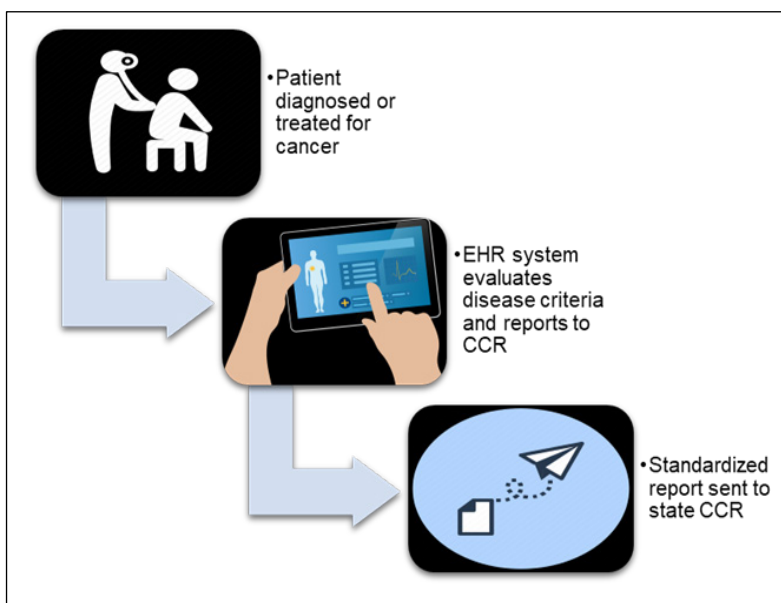 •Patient
diagnosed or
treated for
cancer
•EHR system
evaluates
disease criteria
and reports to
CCR
•Standardized
report sent to
state CCR